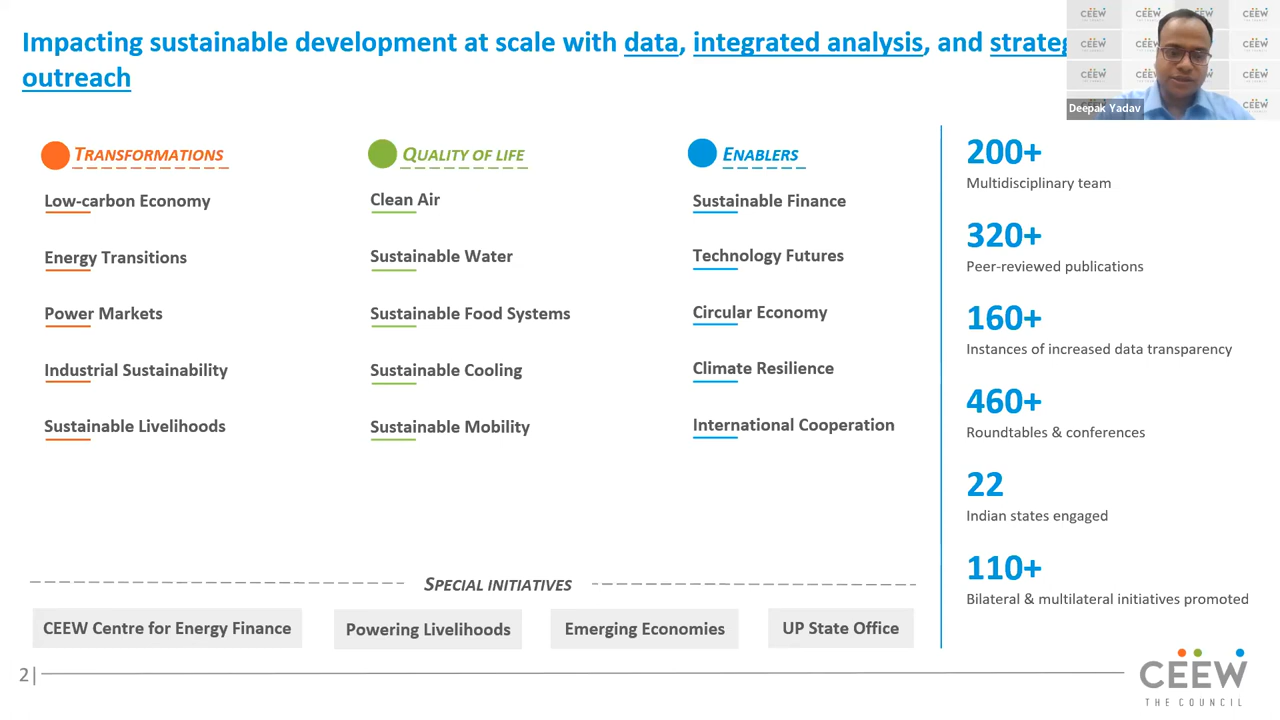 Impacting sustainable development at scale with data, integrated analysis, and strateg
outreach
Deepak Yadav
TRANSFORMATIONS
Low-carbon Economy
Energy Transitions
Power Markets
Industrial Sustainability
Sustainable Livelihoods
QUALITY OF LIFE
Clean Air
Sustainable Water
Sustainable Food Systems
Sustainable Cooling
Sustainable Mobility
ENABLERS
Sustainable Finance
Technology Futures
Circular Economy
Climate Resilience
International Cooperation
200+
Multidisciplinary team
320+
Peer-reviewed publications
160+
Instances of increased data transparency
460+
Roundtables & conferences
22
Indian states engaged
110+
Bilateral & multilateral initiatives promoted
SPECIAL INITIATIVES
CEEW Centre for Energy Finance
Powering Livelihoods
Emerging Economies
UP State Office
2|
CEEW
THE COUNCIL